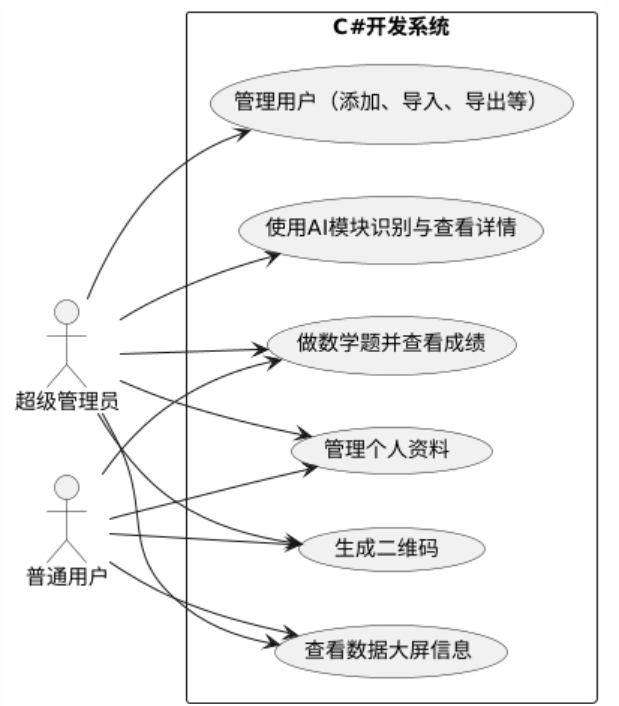 C#开发系统
管理用户（添加、导入、导出等）
使用AI模块识别与查看详情
做数学题并查看成绩
超级管理员
管理个人资料
生成二维码
普通用户
查看数据大屏信息